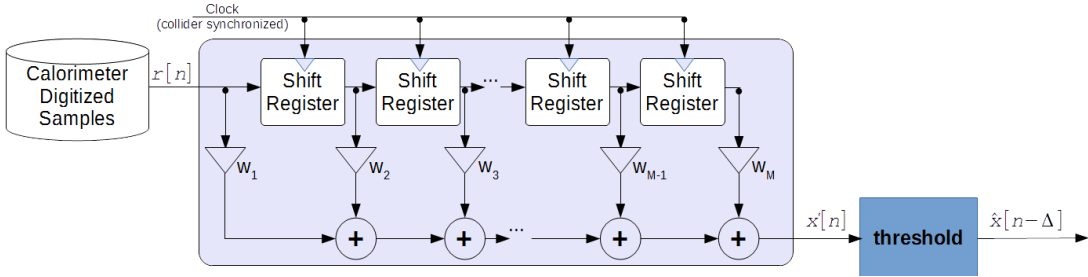 Clock
(collider synchronized)
Calorimeter
Digitized
Samples
r[n]
Shift
Register
Shift
Register
...
Shift
Register
Shift
Register
w1
w2
w3
wM-1
wM
+
+
...
+
+
x'[n]
threshold
x̂[n-Δ]